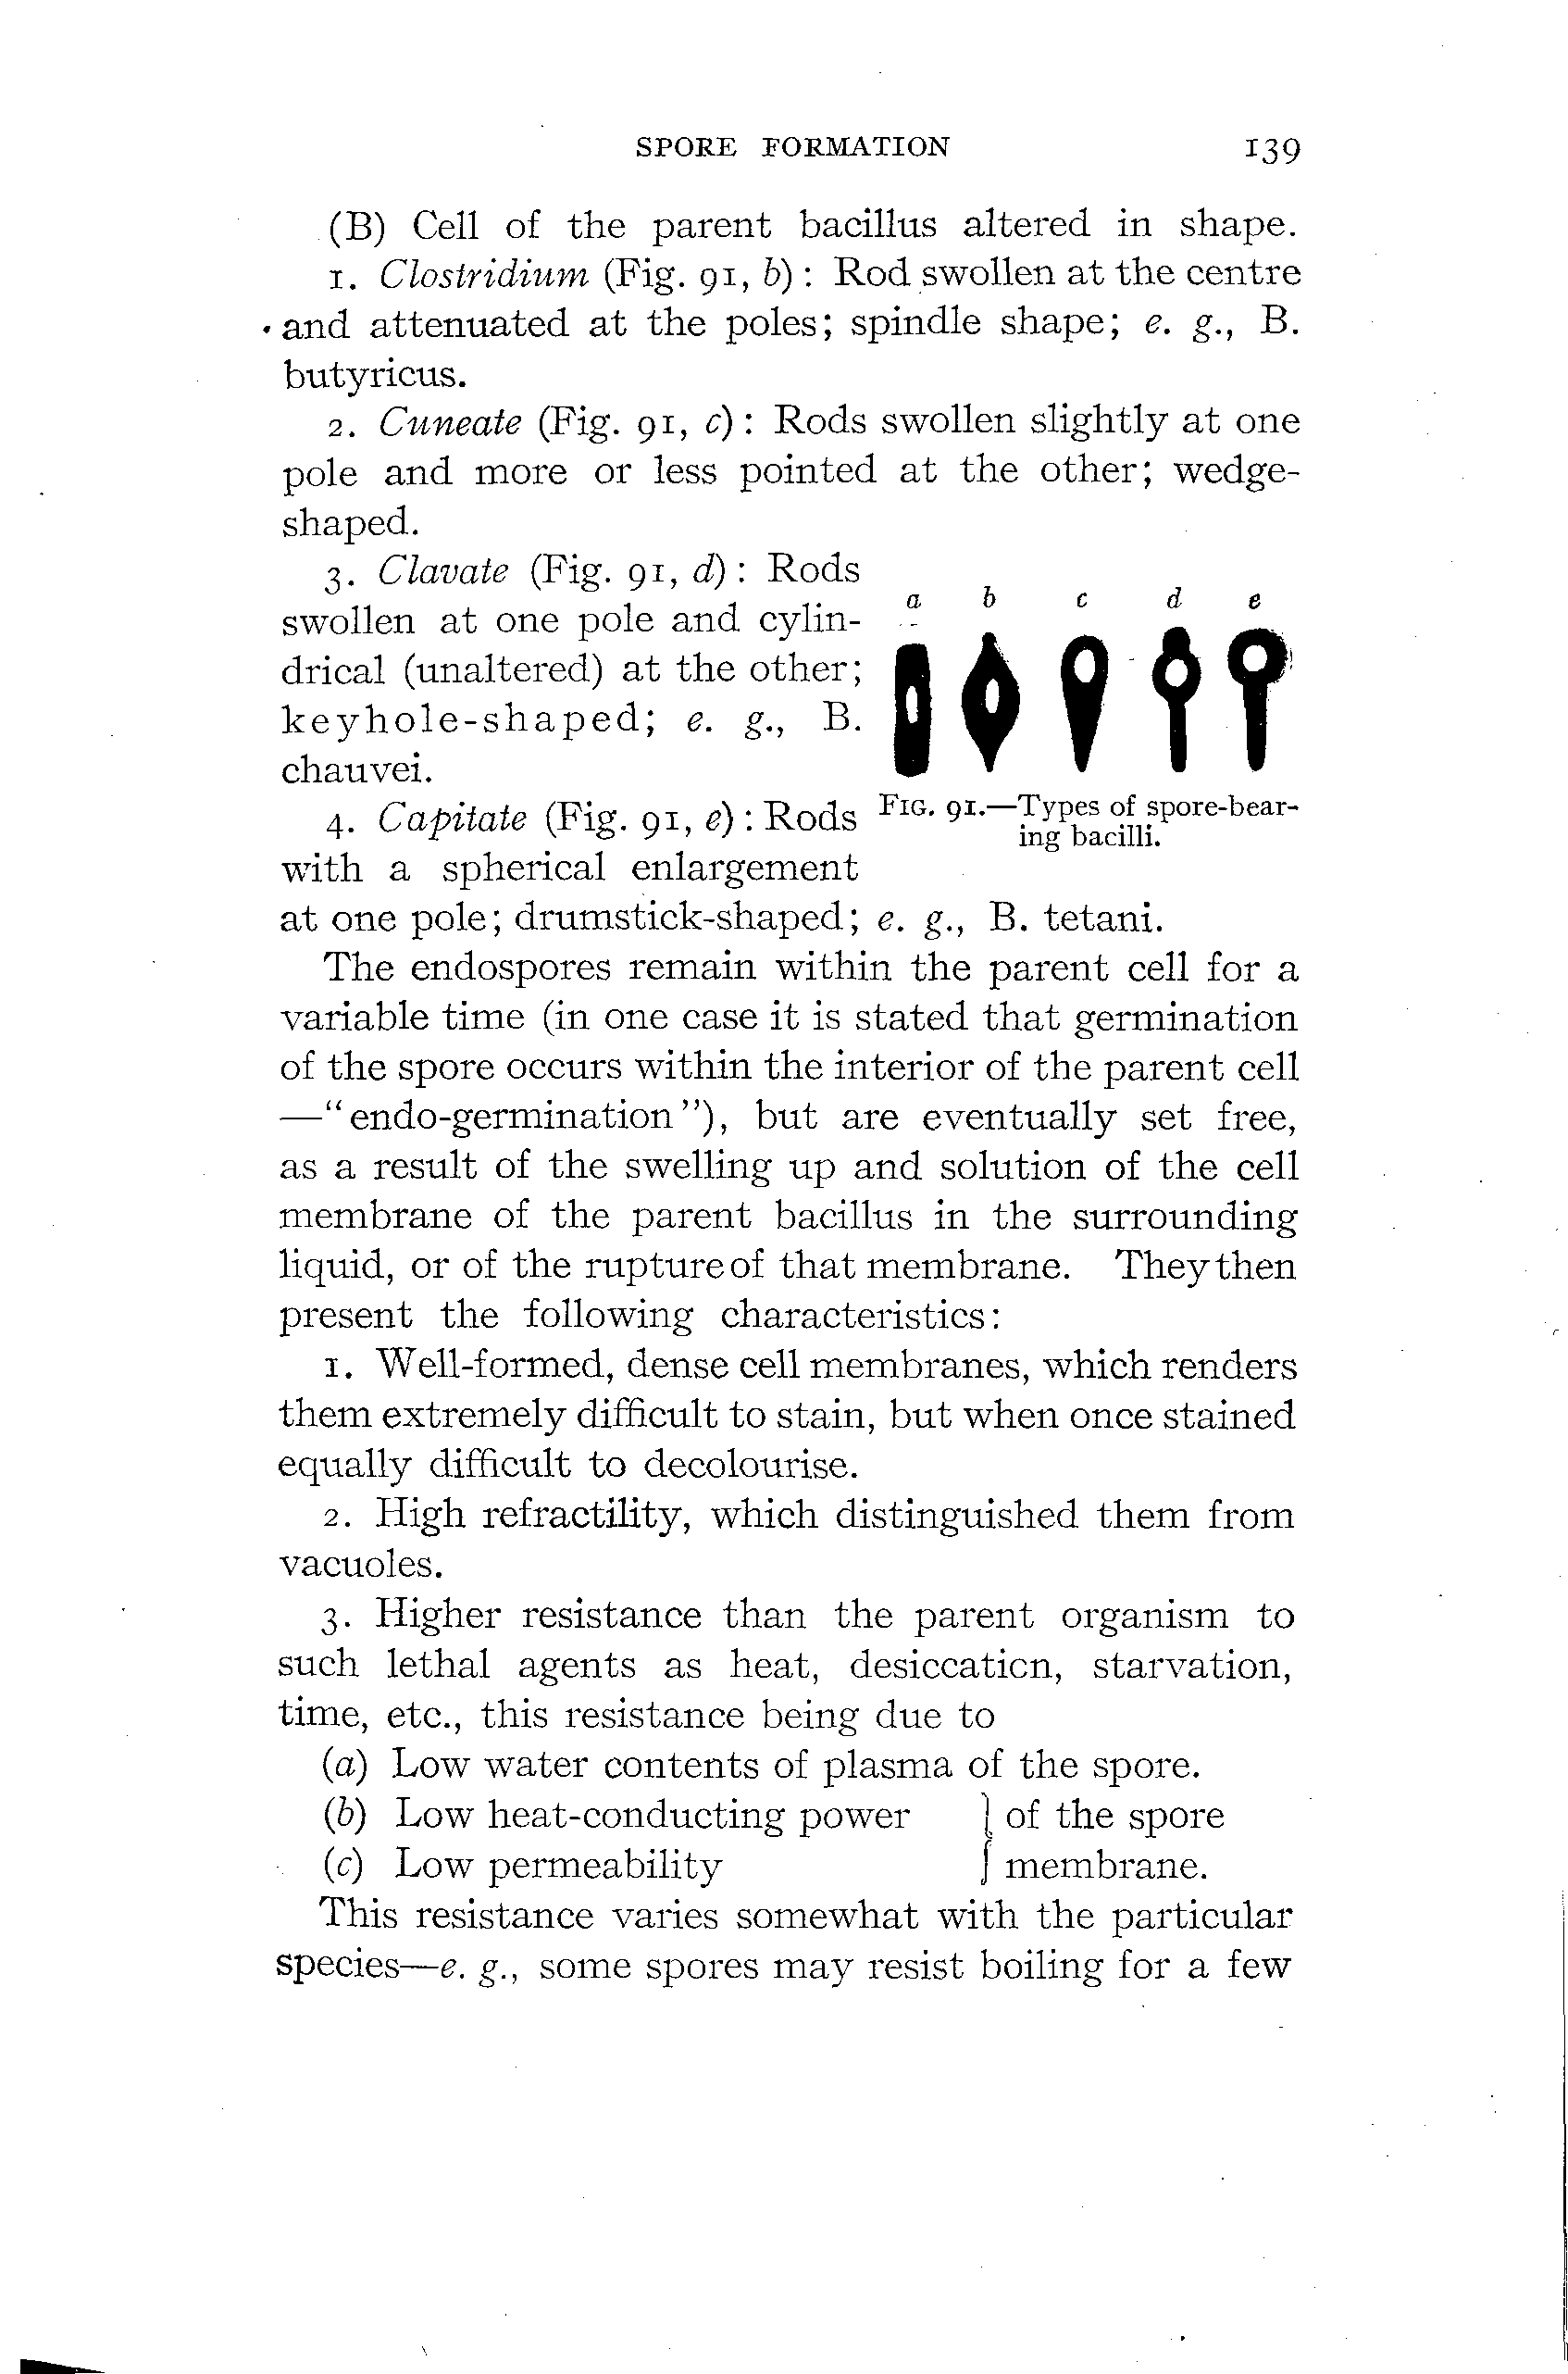 SPORE FORMATION 139
(B) Cell of the parent bacillus altered in shape.
1. Clostridium (Fig. 91, b) : Rod swollen at the centre
and attenuated at the poles; spindle shape; e. g., B.
butyricus.
2. Cuneate (Fig. 91, c) : Rods swollen slightly at one
pole and more or less pointed at the other; wedge-
shaped.
3. Clavate (Fig. 91, d) : Rods
swollen at one pole and cylin-
drical (unaltered) at the other;
keyhole-shaped; e. g., B.
chauvei.
a b c d e
FIG. 91.—Types of spore-bear-
ing bacilli.
4. Capitate (Fig. 91, e) : Rods
with a spherical enlargement
at one pole; drumstick-shaped; e. g., B. tetani.
The endospores remain within the parent cell for a
variable time (in one case it is stated that germination
of the spore occurs within the interior of the parent cell
—"endo-germination"), but are eventually set free,
as a result of the swelling up and solution of the cell
membrane of the parent bacillus in the surrounding
liquid, or of the rupture of that membrane. They then
present the following characteristics:
1. Well-formed, dense cell membranes, which renders
them extremely difficult to stain, but when once stained
equally difficult to decolourise.
2. High refractility, which distinguished them from
vacuoles.
3. Higher resistance than the parent organism to
such lethal agents as heat, desiccaticn, starvation,
time, etc., this resistance being due to
(a) Low water contents of plasma of the spore.
(b) Low heat-conducting power } of the spore
(c) Low permeability } membrane.
This resistance varies somewhat with the particular
species—e. g., some spores may resist boiling for a few